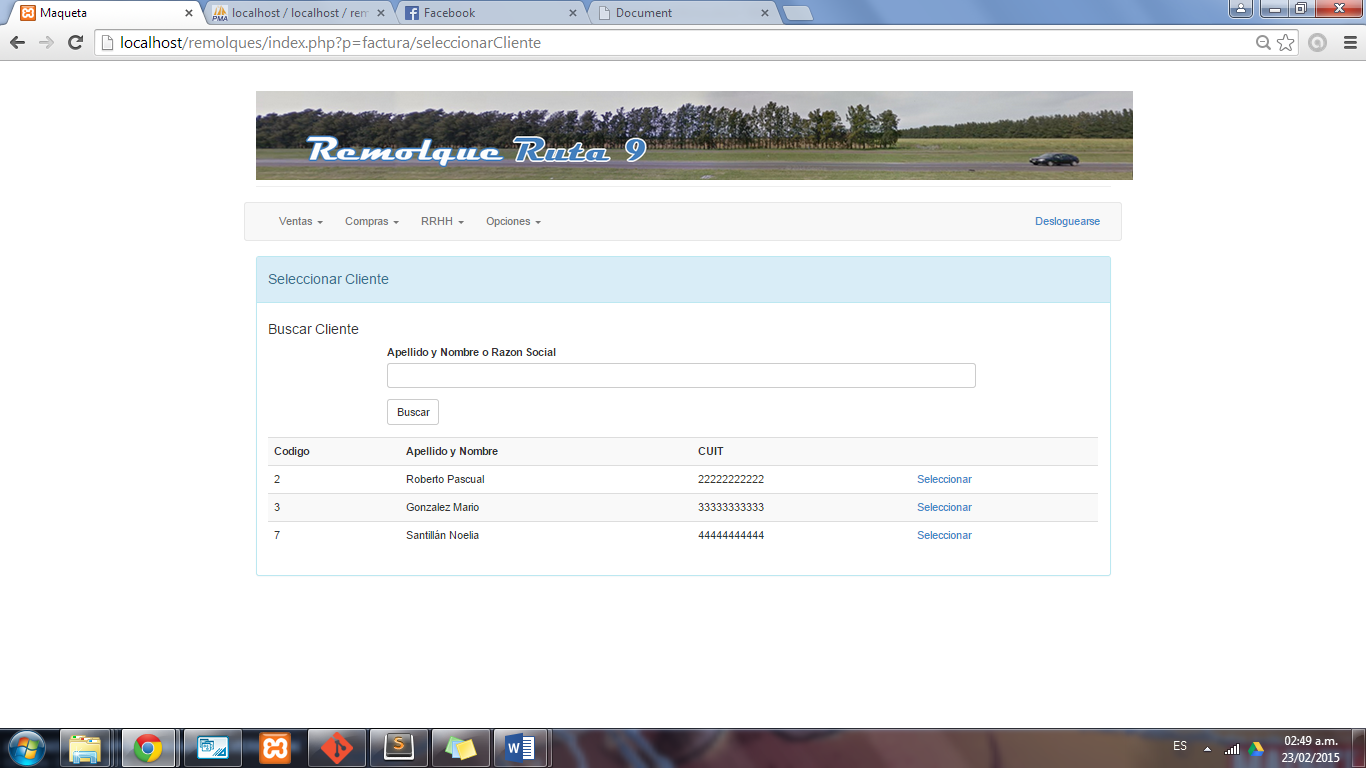 Maqueta
localhost / localhost / rem
Facebook
Document
localhost/remolques/index.php?p=factura/seleccionarCliente
Remolque Ruta 9
Ventas Compras RRHH Opciones Desloguearse
Seleccionar Cliente
Buscar Cliente
Apellido y Nombre o Razon Social
Buscar
Codigo Apellido y Nombre CUIT
2 Roberto Pascual 22222222222 Seleccionar
3 Gonzalez Mario 33333333333 Seleccionar
7 Santillán Noelia 44444444444 Seleccionar
ES
02:49 a.m.
23/02/2015